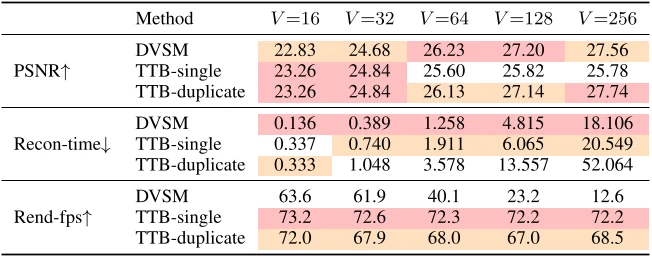 Method V=16 V=32 V=64 V=128 V=256
DVSM 22.83 24.68 26.23 27.20 27.56
PSNR↑ TTB-single 23.26 24.84 25.60 25.82 25.78
TTB-duplicate 23.26 24.84 26.13 27.14 27.74
DVSM 0.136 0.389 1.258 4.815 18.106
Recon-time↓ TTB-single 0.337 0.740 1.911 6.065 20.549
TTB-duplicate 0.333 1.048 3.578 13.557 52.064
DVSM 63.6 61.9 40.1 23.2 12.6
Rend-fps↑ TTB-single 73.2 72.6 72.3 72.2 72.2
TTB-duplicate 72.0 67.9 68.0 67.0 68.5